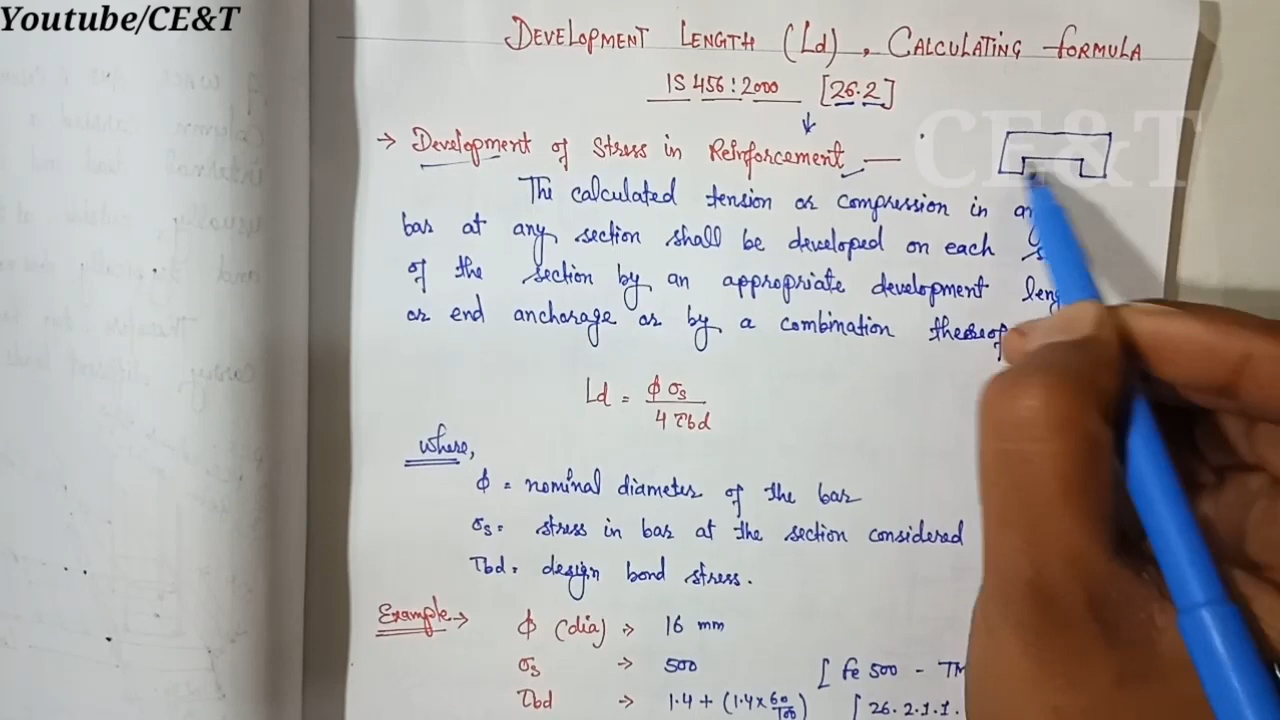 Youtube/CE&T
DEVELOPMENT LENGTH (Ld), CALCULATING FORMULA
IS 456:2000 [26.2]
CE&T
→ Development of Stress in Reinforcement —
The calculated tension or compression in
bar at any section shall be developed on each
of the section by an appropriate development
or end anchorage or by a combination thereof
Ld = ϕ σs / 4 τbd
where,
ϕ = nominal diameter of the bar
σs = stress in bar at the section considered
τbd = design bond stress.
Example → ϕ (dia) → 16 mm
σs → 500 [ fe 500 - TM
τbd → 1.4 + (1.4 × 60/100) [ 26.2.1.1.